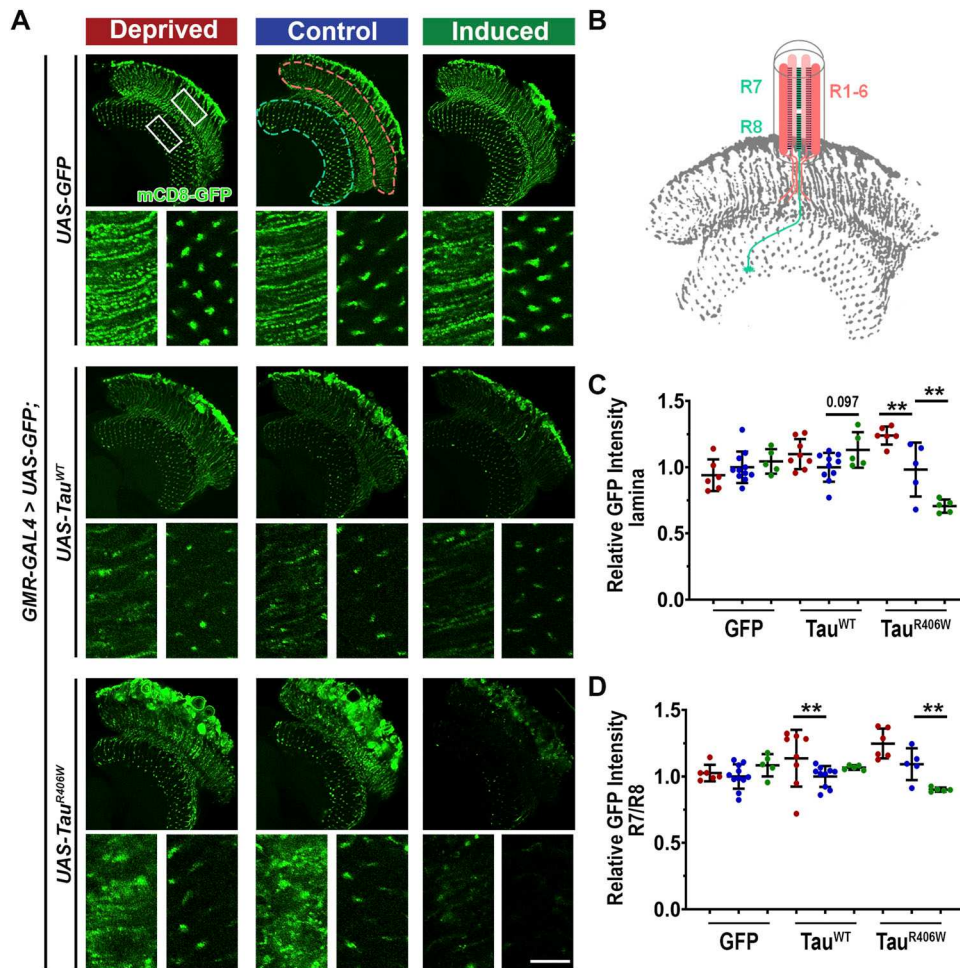 A
Deprived
Control
Induced
GMR-GAL4 > UAS-GFP;
UAS-GFP
mCD8-GFP
UAS-Tau^WT
UAS-Tau^R406W
B
R7
R8
R1-6
C
Relative GFP Intensity
lamina
1.5
1.0
0.5
0.0
0.097
**
**
GFP
Tau^WT
Tau^R406W
D
Relative GFP Intensity
R7/R8
1.5
1.0
0.5
0.0
**
**
GFP
Tau^WT
Tau^R406W